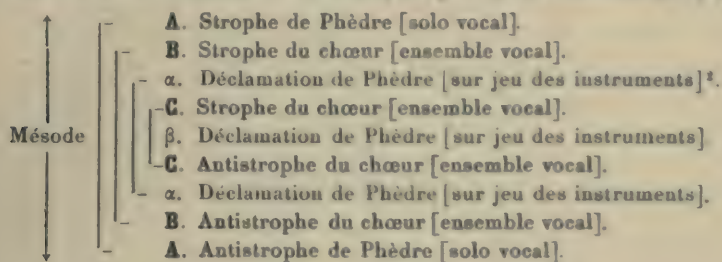 A. Strophe de Phèdre [solo vocal].
B. Strophe du chœur [ensemble vocal].
α. Déclamation de Phèdre [sur jeu des instruments]².
C. Strophe du chœur [ensemble vocal].
Mésode β. Déclamation de Phèdre [sur jeu des instruments]
C. Antistrophe du chœur [ensemble vocal].
α. Déclamation de Phèdre [sur jeu des instruments].
B. Antistrophe du chœur [ensemble vocal].
A. Antistrophe de Phèdre [solo vocal].